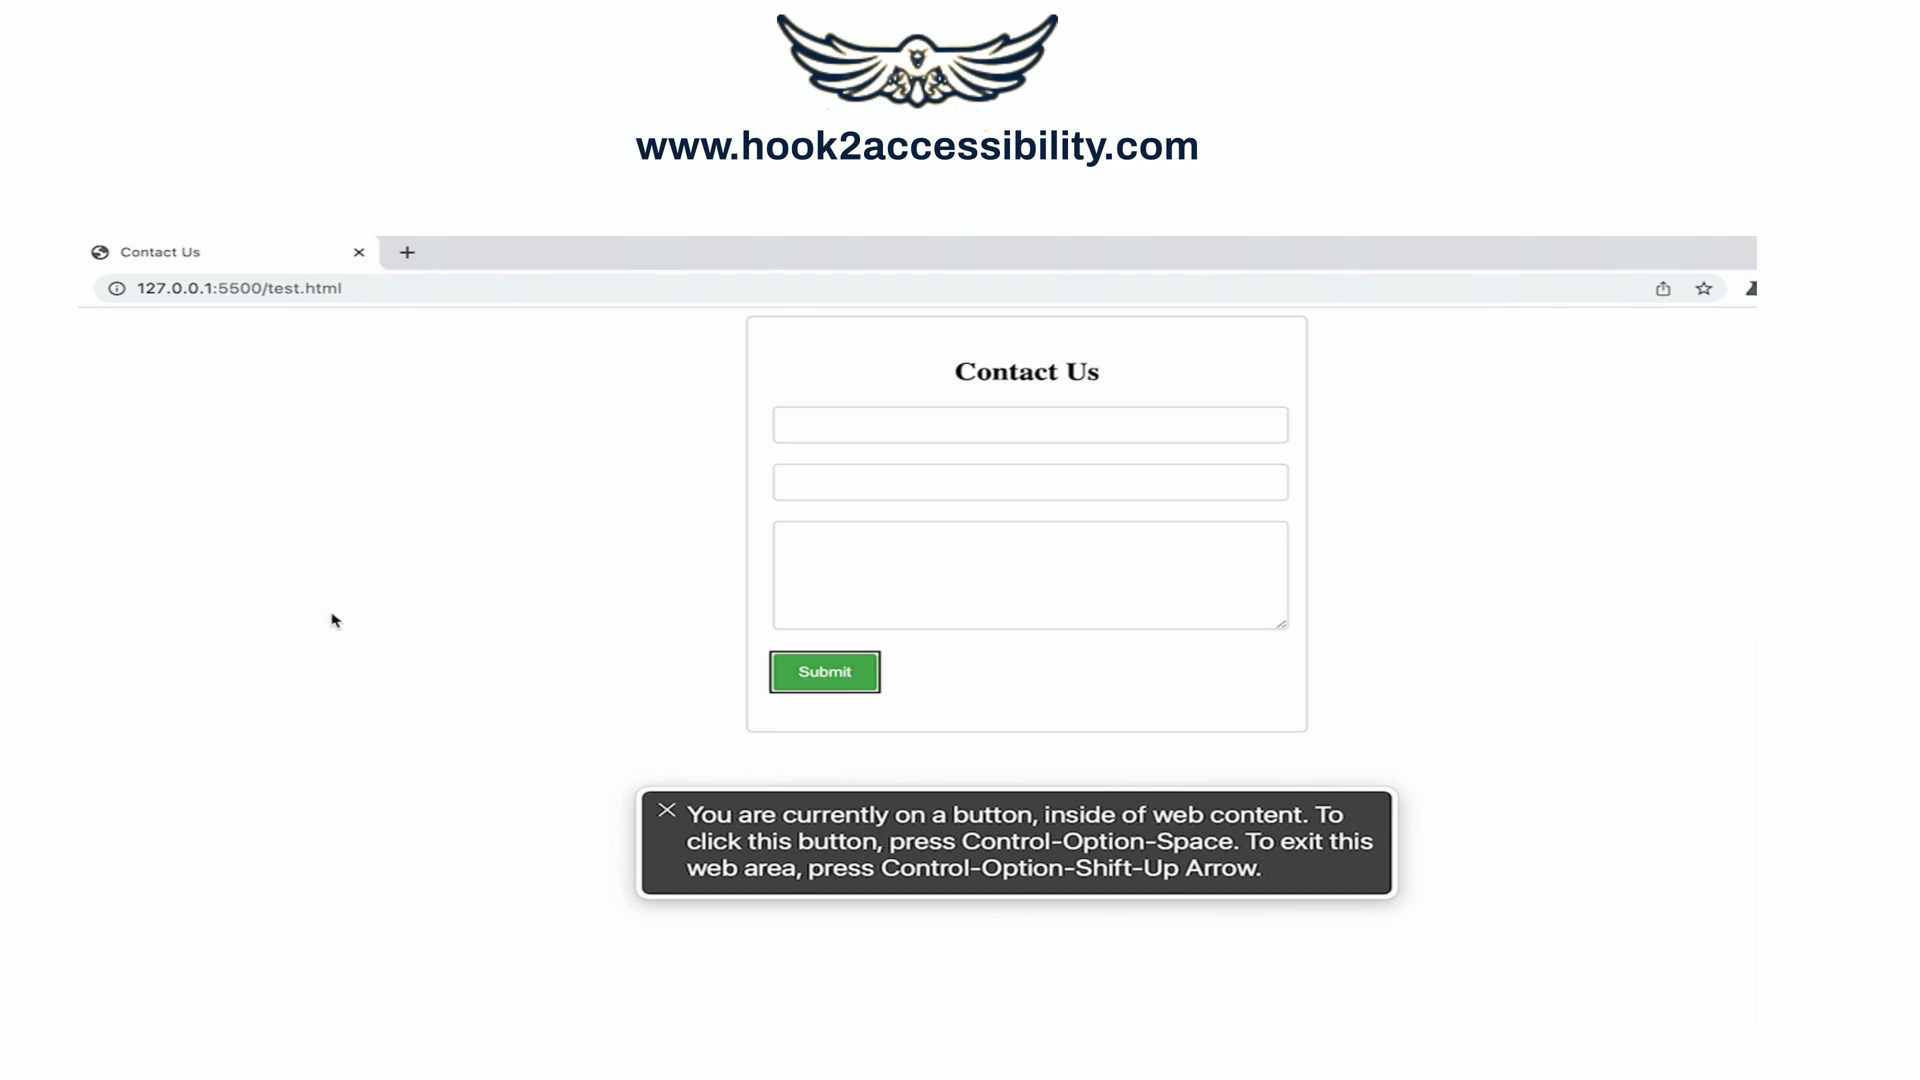 www.hook2accessibility.com
Contact Us
127.0.0.1:5500/test.html
Contact Us
Submit
You are currently on a button, inside of web content. To
click this button, press Control-Option-Space. To exit this
web area, press Control-Option-Shift-Up Arrow.